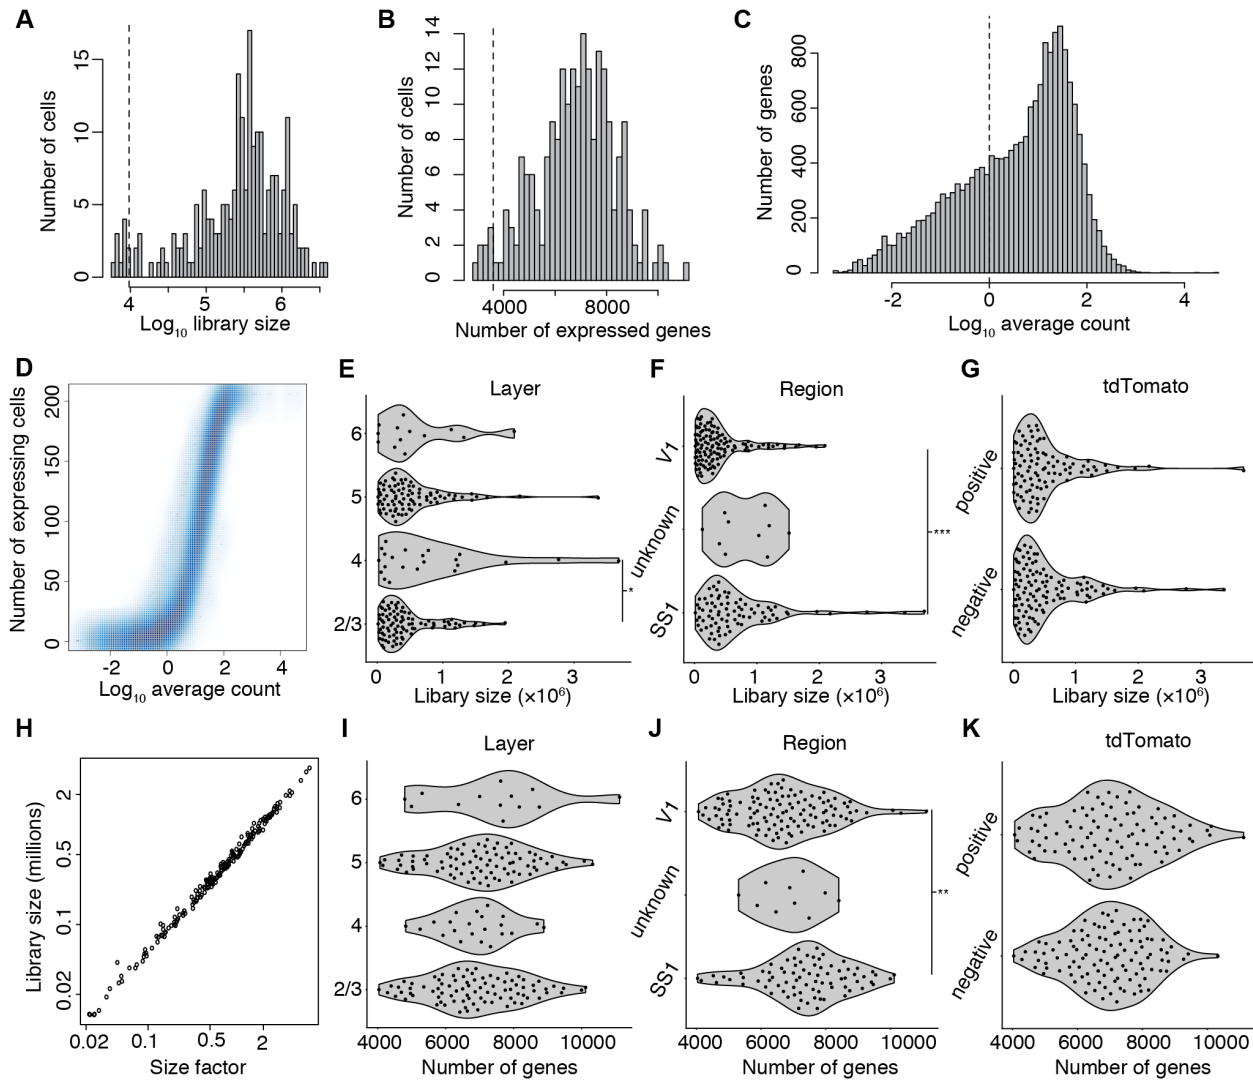 A
Number of cells
15
10
5
0
4 5 6
Log10 library size
B
Number of cells
14
12
10
8
6
4
2
0
4000 8000
Number of expressed genes
C
Number of genes
800
600
400
200
0
-2 0 2 4
Log10 average count
D
Number of expressing cells
200
150
100
50
0
-2 0 2 4
Log10 average count
E
Layer
6
5
4
2/3
*
0 1 2 3
Libary size (×10⁶)
F
Region
V1
unknown
SS1
***
0 1 2 3
Libary size (×10⁶)
G
tdTomato
positive
negative
0 1 2 3
Libary size (×10⁶)
H
Library size (millions)
2
0.5
0.1
0.02
0.02 0.1 0.5 2
Size factor
I
Layer
6
5
4
2/3
4000 6000 8000 10000
Number of genes
J
Region
V1
unknown
SS1
**
4000 6000 8000 10000
Number of genes
K
tdTomato
positive
negative
4000 6000 8000 10000
Number of genes